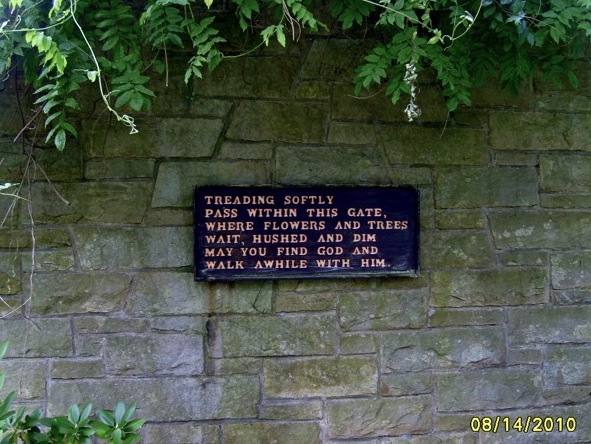 TREADING SOFTLY
PASS WITHIN THIS GATE,
WHERE FLOWERS AND TREES
WAIT, HUSHED AND DIM
MAY YOU FIND GOD AND
WALK AWHILE WITH HIM.
08/14/2010